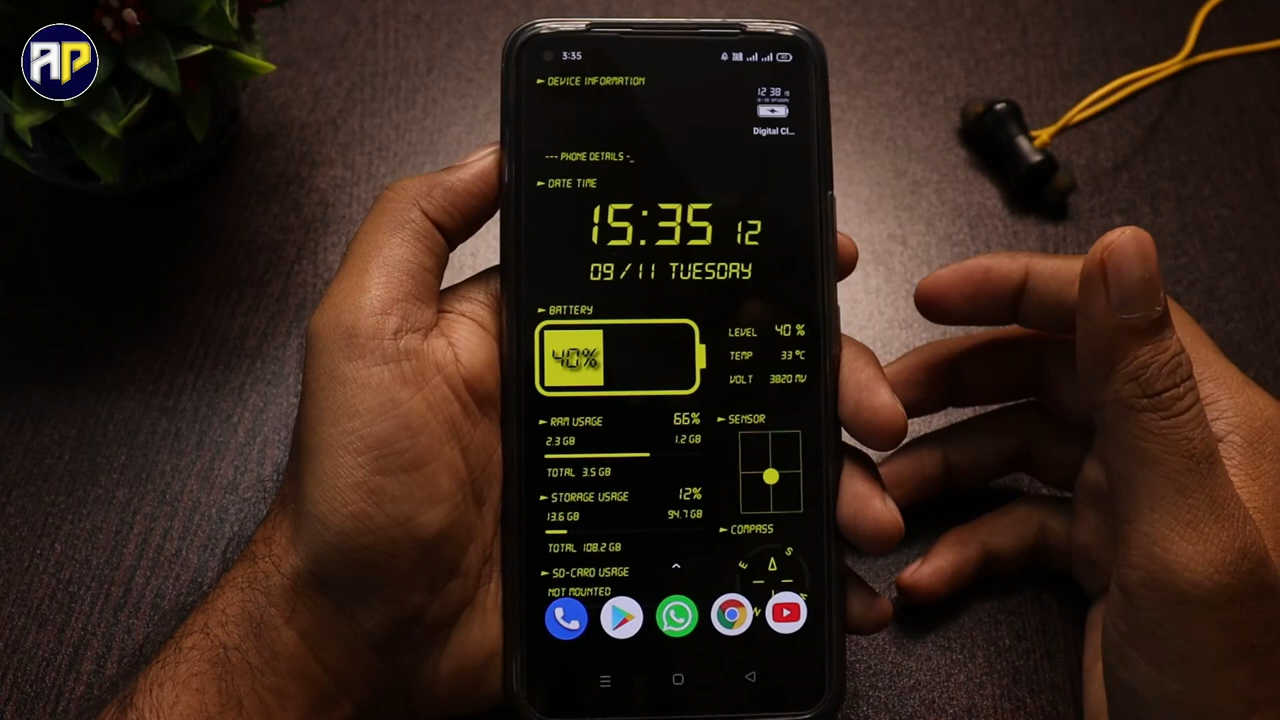 AP
3:35
DEVICE INFORMATION
12 38
Digital Cl...
--- PHONE DETAILS -_
DATE TIME
15:35 12
09/11 TUESDAY
BATTERY
40%
LEVEL 40 %
TEMP 33 °C
VOLT 3820 MV
RAM USAGE 66%
2.3 GB 1.2 GB
TOTAL 3.5 GB
SENSOR
STORAGE USAGE 12%
13.6 GB 94.7 GB
TOTAL 108.2 GB
COMPASS
E S
SD-CARD USAGE
NOT MOUNTED
N